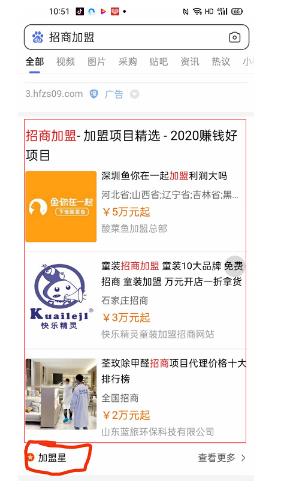 10:51
HD
招商加盟
全部 视频 图片 采购 贴吧 资讯 热议 小
3.hfzs09.com 广告
招商加盟- 加盟项目精选 - 2020赚钱好
项目
鱼你在一起
下饭酸菜鱼
深圳鱼你在一起加盟利润大吗
河北省;山西省;辽宁省;吉林省;黑...
￥5万元起
酸菜鱼加盟总部
Kuailejl
快乐精灵
童装招商加盟 童装10大品牌 免费
招商 童装加盟 万元开店一折拿货
石家庄招商
￥3万元起
快乐精灵童装加盟招商网站
荃玫除甲醛招商项目代理价格十大
排行榜
全国招商
￥2万元起
山东蓝旅环保科技有限公司
加盟星 查看更多 >